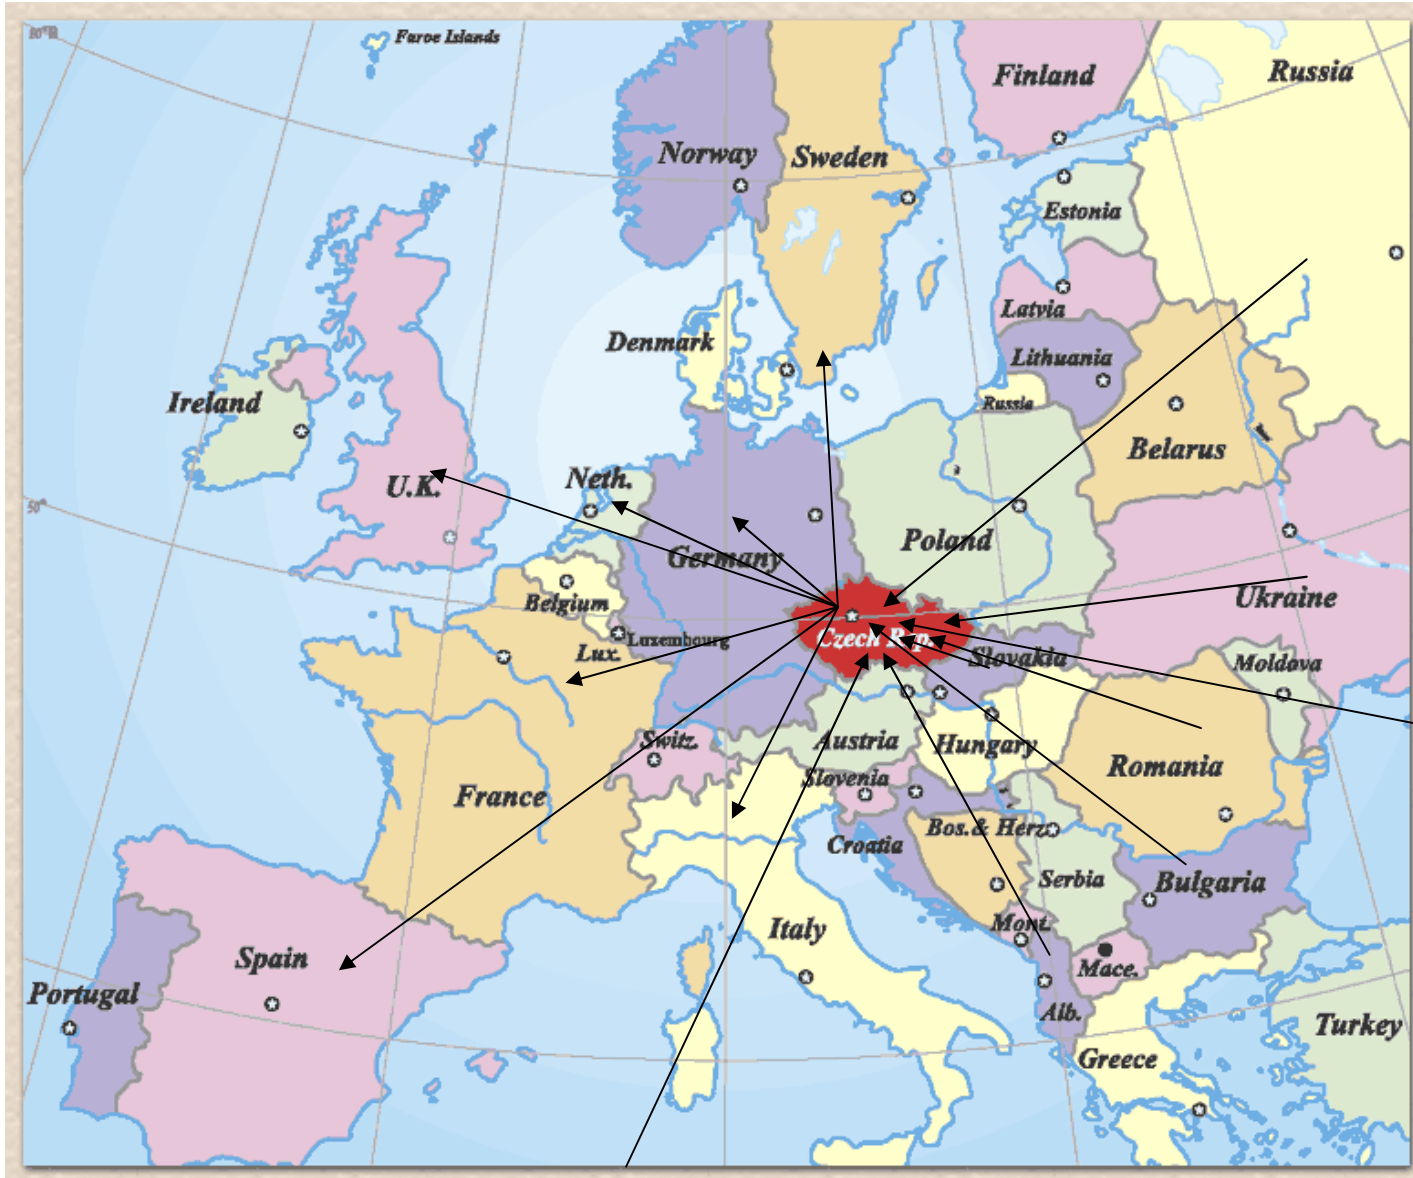 Faroe Islands
Finland
Russia
Norway
Sweden
Estonia
Latvia
Denmark
Lithuania
Ireland
Russia
Belarus
U.K.
Neth.
Poland
Germany
Belgium
Ukraine
Luxembourg
Lux.
Czech Rep.
Slovakia
Moldova
Switz.
Austria
Hungary
Slovenia
Romania
France
Bos.& Herz.
Croatia
Serbia
Bulgaria
Mont.
Italy
Spain
Mace.
Portugal
Alb.
Turkey
Greece
50°